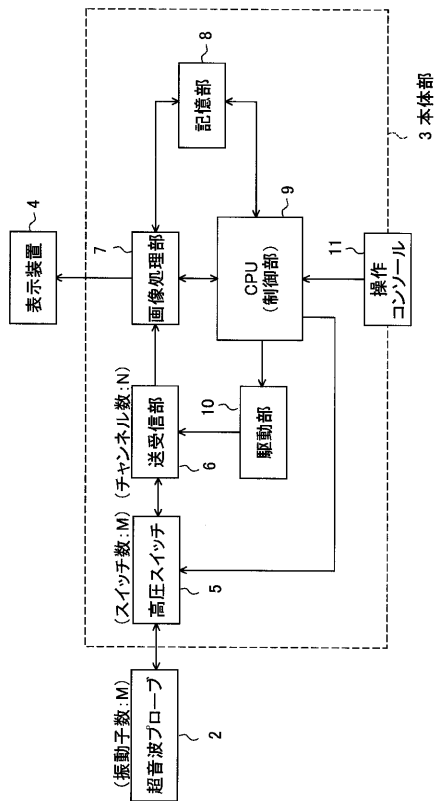 (振動子数:M)
超音波プローブ
2
(スイッチ数:M)
高圧スイッチ
5
(チャンネル数:N)
送受信部
6
駆動部
10
表示装置
4
画像処理部
7
記憶部
8
CPU
(制御部)
9
操作
コンソール
11
3 本体部